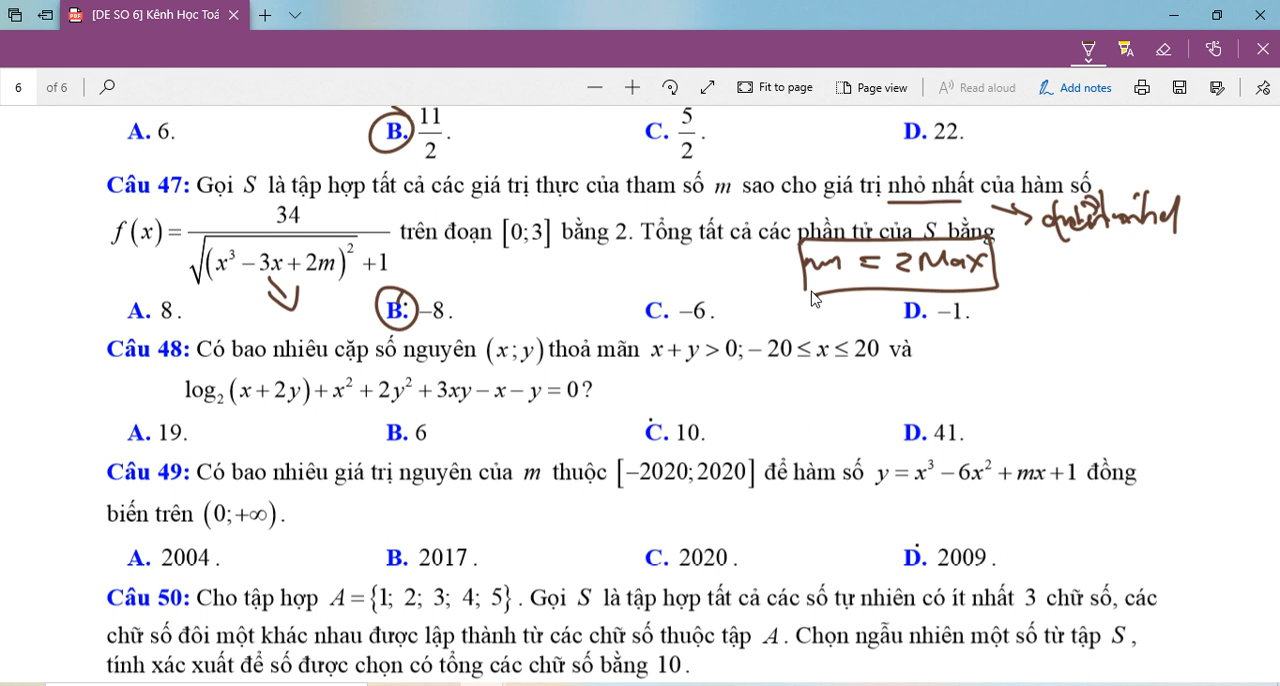 [DE SO 6] Kênh Học Toá
6 of 6 Fit to page Page view Read aloud Add notes
A. 6. B. 11/2. C. 5/2. D. 22.
Câu 47: Gọi S là tập hợp tất cả các giá trị thực của tham số m sao cho giá trị nhỏ nhất của hàm số
f(x) = 34/√((x³ − 3x + 2m)² + 1) trên đoạn [0;3] bằng 2. Tổng tất cả các phần tử của S bằng
= 2 Max
A. 8. B. −8. C. −6. D. −1.
Câu 48: Có bao nhiêu cặp số nguyên (x; y) thoả mãn x + y > 0; −20 ≤ x ≤ 20 và
log₂(x + 2y) + x² + 2y² + 3xy − x − y = 0?
A. 19. B. 6 C. 10. D. 41.
Câu 49: Có bao nhiêu giá trị nguyên của m thuộc [−2020; 2020] để hàm số y = x³ − 6x² + mx + 1 đồng
biến trên (0; +∞).
A. 2004. B. 2017. C. 2020. D. 2009.
Câu 50: Cho tập hợp A = {1; 2; 3; 4; 5}. Gọi S là tập hợp tất cả các số tự nhiên có ít nhất 3 chữ số, các
chữ số đôi một khác nhau được lập thành từ các chữ số thuộc tập A. Chọn ngẫu nhiên một số từ tập S,
tính xác xuất để số được chọn có tổng các chữ số bằng 10.